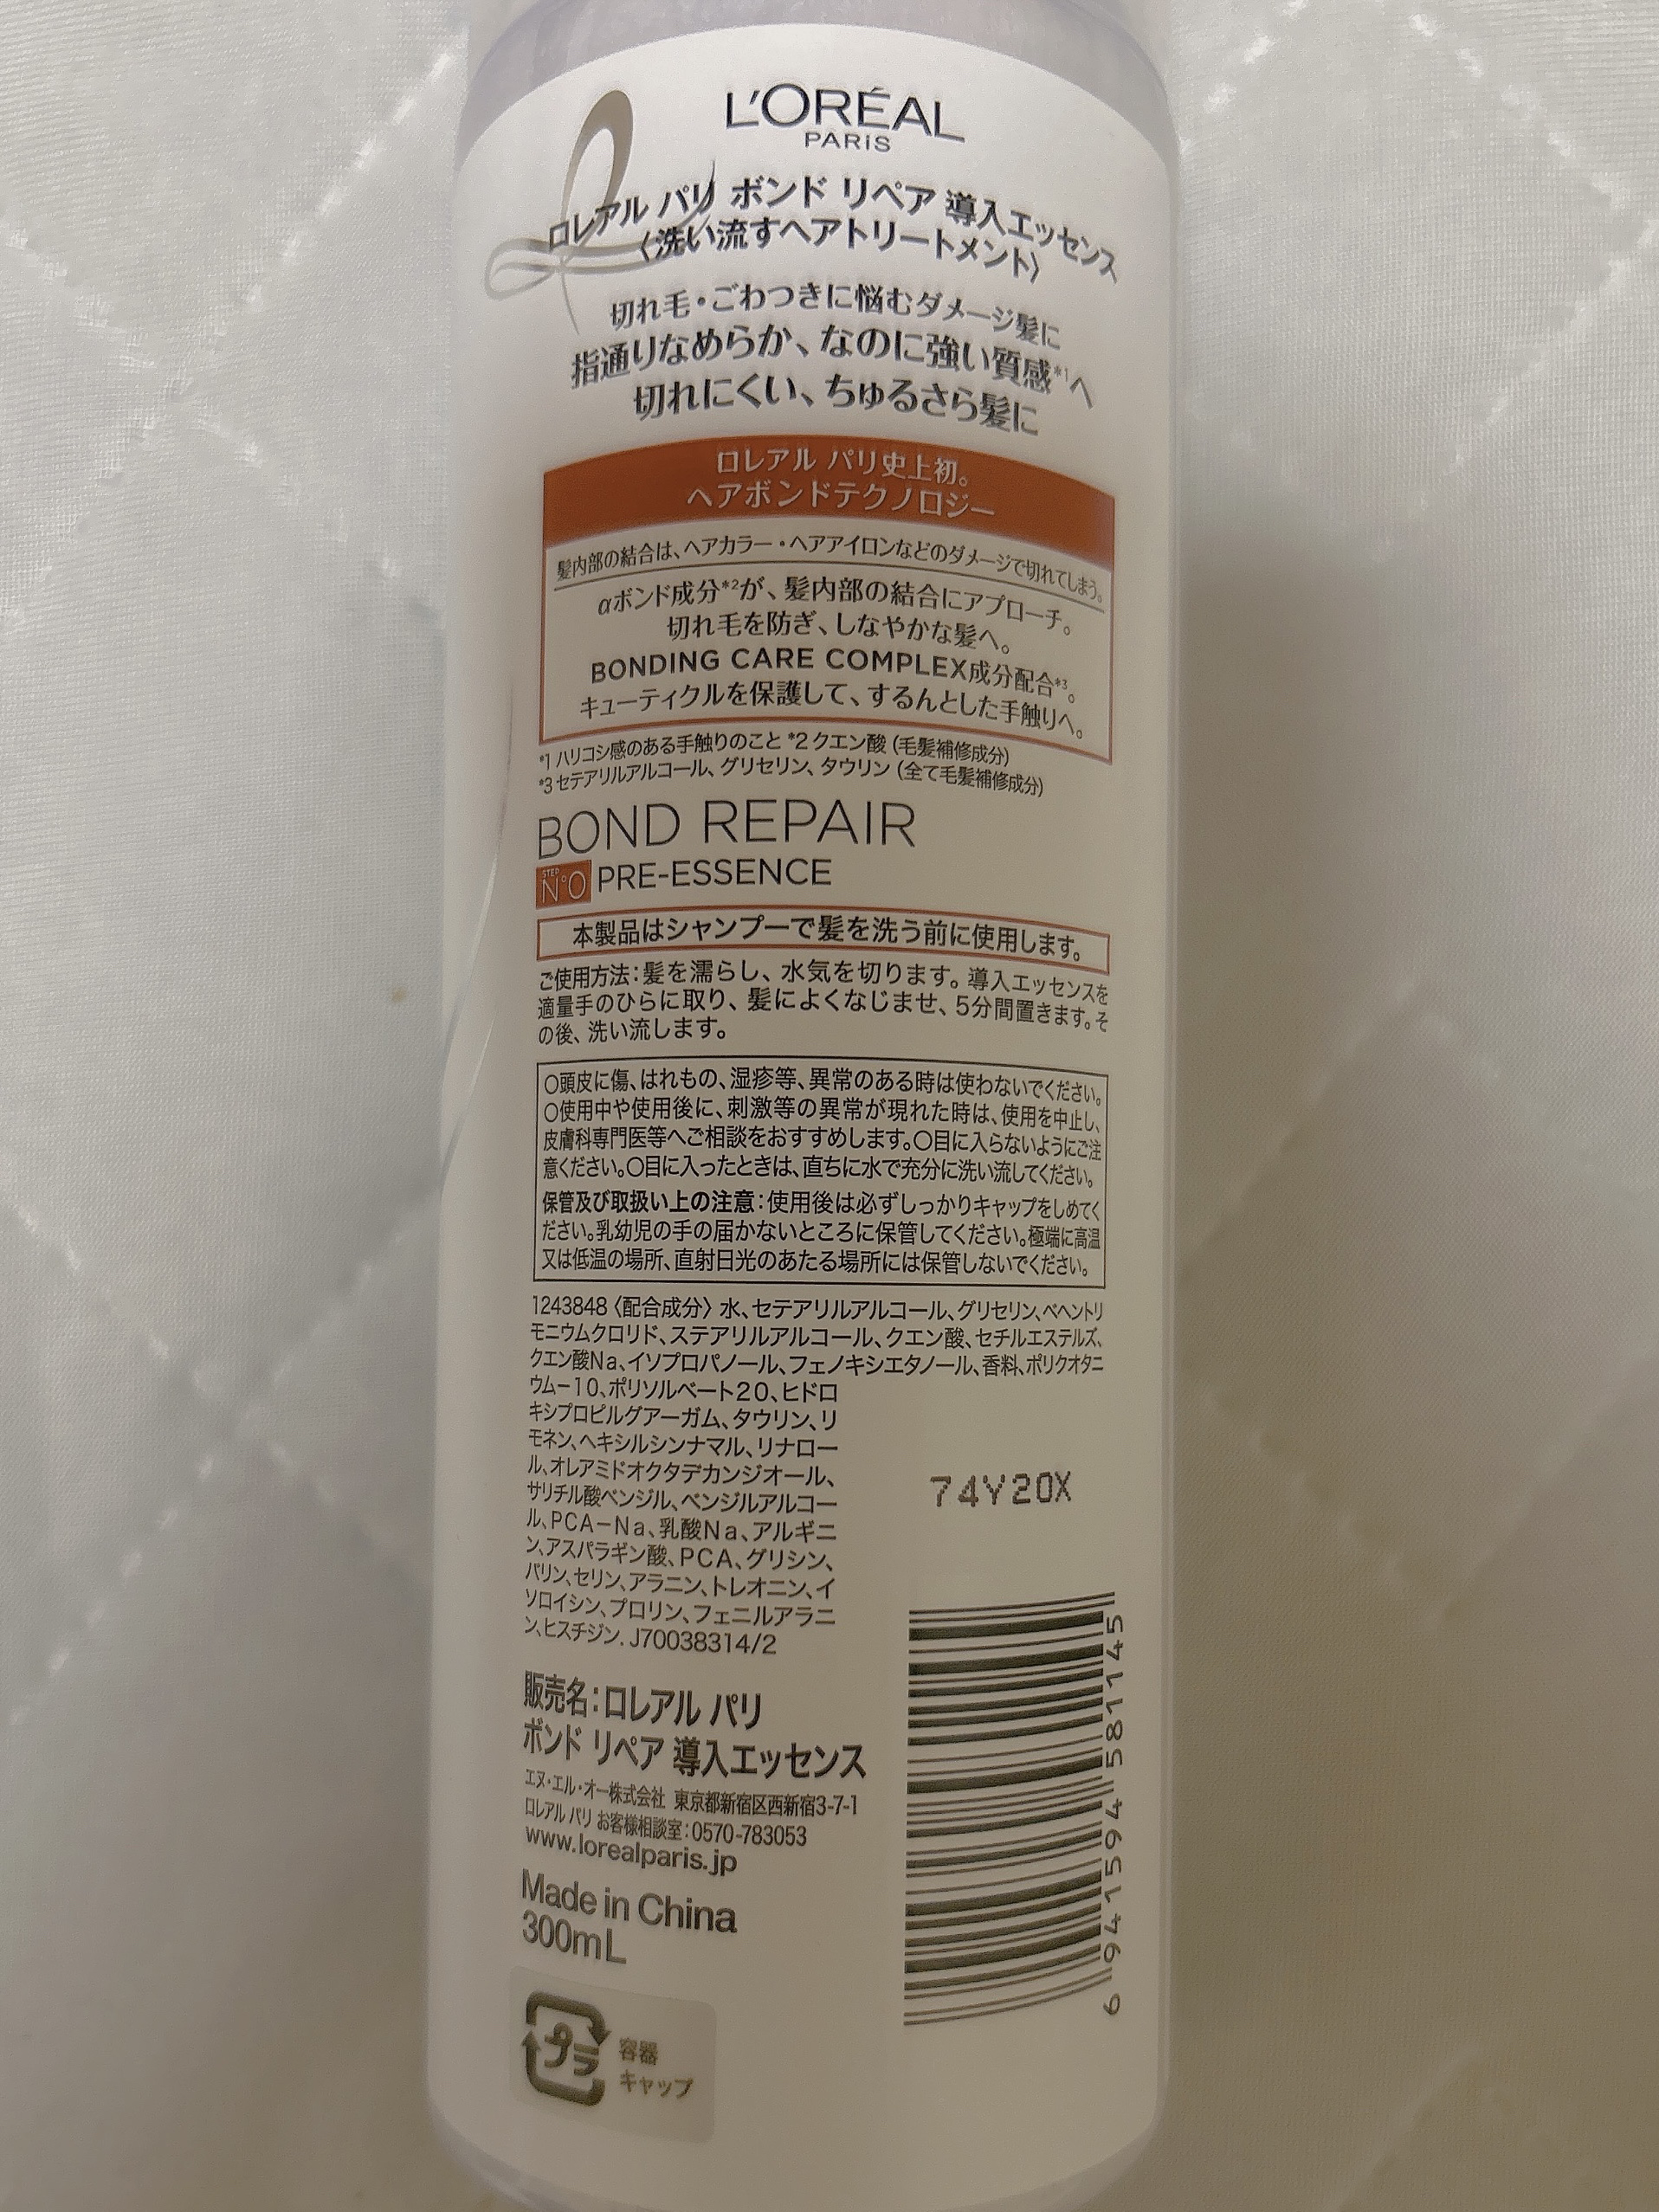 L'ORÉAL
PARIS
ロレアル パリ ボンド リペア 導入エッセンス
〈洗い流すヘアトリートメント〉
切れ毛・ごわつきに悩むダメージ髪に
指通りなめらか、なのに強い質感*1へ
切れにくい、ちゅるさら髪に
ロレアル パリ史上初。
ヘアボンドテクノロジー
髪内部の結合は、ヘアカラー・ヘアアイロンなどのダメージで切れてしまう。
αボンド成分*2が、髪内部の結合にアプローチ。
切れ毛を防ぎ、しなやかな髪へ。
BONDING CARE COMPLEX成分配合*3。
キューティクルを保護して、するんとした手触りへ。
*1 ハリコシ感のある手触りのこと *2 クエン酸 (毛髪補修成分)
*3 セテアリルアルコール、グリセリン、タウリン (全て毛髪補修成分)
BOND REPAIR
STEP
N°0 PRE-ESSENCE
本製品はシャンプーで髪を洗う前に使用します。
ご使用方法：髪を濡らし、水気を切ります。導入エッセンスを
適量手のひらに取り、髪によくなじませ、5分間置きます。そ
の後、洗い流します。
〇頭皮に傷、はれもの、湿疹等、異常のある時は使わないでください。
〇使用中や使用後に、刺激等の異常が現れた時は、使用を中止し、
皮膚科専門医等へご相談をおすすめします。〇目に入らないようにご注
意ください。〇目に入ったときは、直ちに水で充分に洗い流してください。
保管及び取扱い上の注意：使用後は必ずしっかりキャップをしめてく
ださい。乳幼児の手の届かないところに保管してください。極端に高温
又は低温の場所、直射日光のあたる場所には保管しないでください。
1243848 〈配合成分〉 水、セテアリルアルコール、グリセリン、ベヘントリ
モニウムクロリド、ステアリルアルコール、クエン酸、セチルエステルズ、
クエン酸Na、イソプロパノール、フェノキシエタノール、香料、ポリクオタニ
ウム－10、ポリソルベート20、ヒドロ
キシプロピルグアーガム、タウリン、リ
モネン、ヘキシルシンナマル、リナロー
ル、オレアミドオクタデカンジオール、
サリチル酸ベンジル、ベンジルアルコー
ル、PCA－Na、乳酸Na、アルギニ
ン、アスパラギン酸、PCA、グリシン、
バリン、セリン、アラニン、トレオニン、イ
ソロイシン、プロリン、フェニルアラニ
ン、ヒスチジン. J70038314/2
74Y20X
販売名：ロレアル パリ
ボンド リペア 導入エッセンス
エヌ・エル・オー株式会社 東京都新宿区西新宿3-7-1
ロレアル パリ お客様相談室：0570-783053
www.lorealparis.jp
Made in China
300mL
6 941594 581145
プラ
容器
キャップ